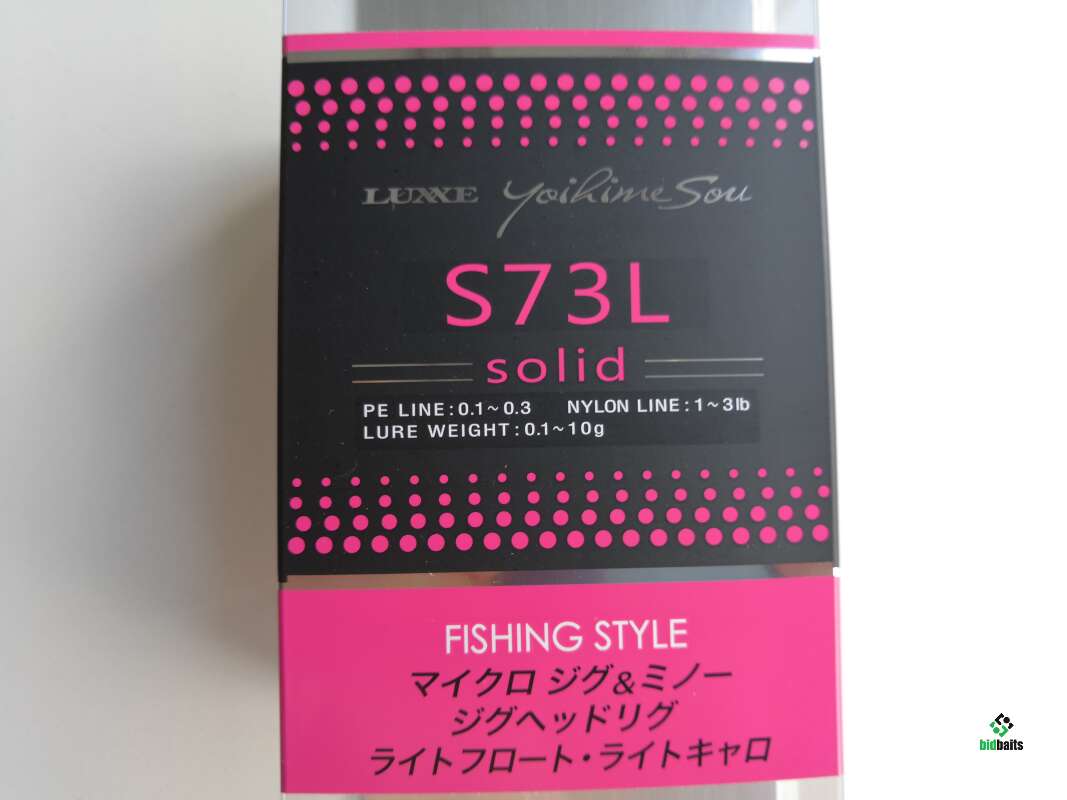 LUXXE Yoihime Sou
S73L
solid
PE LINE:0.1~0.3 NYLON LINE:1~3lb
LURE WEIGHT:0.1~10g
FISHING STYLE
マイクロ ジグ&ミノー
ジグヘッドリグ
ライトフロート・ライトキャロ
bidbaits